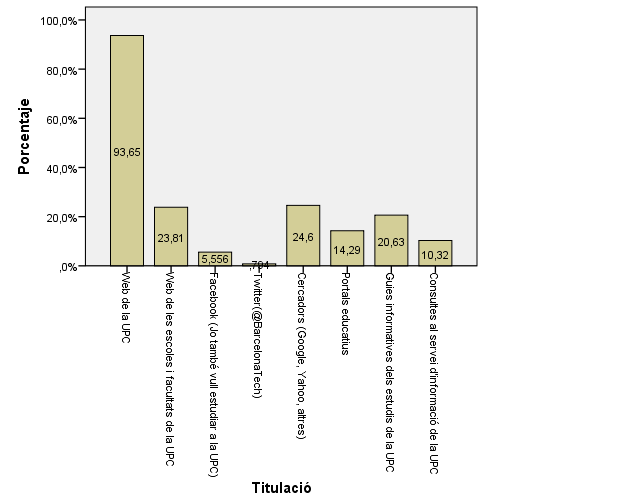 100,0%
80,0%
60,0%
40,0%
20,0%
,0%
Porcentaje
93,65
23,81
5,556
,794
24,6
14,29
20,63
10,32
Web de la UPC
Web de les escoles i facultats de la UPC
Facebook (Jo també vull estudiar a la UPC)
Twitter(@BarcelonaTech)
Cercadors (Google, Yahoo, altres)
Portals educatius
Guies informatives dels estudis de la UPC
Consultes al servei d'informació de la UPC
Titulació